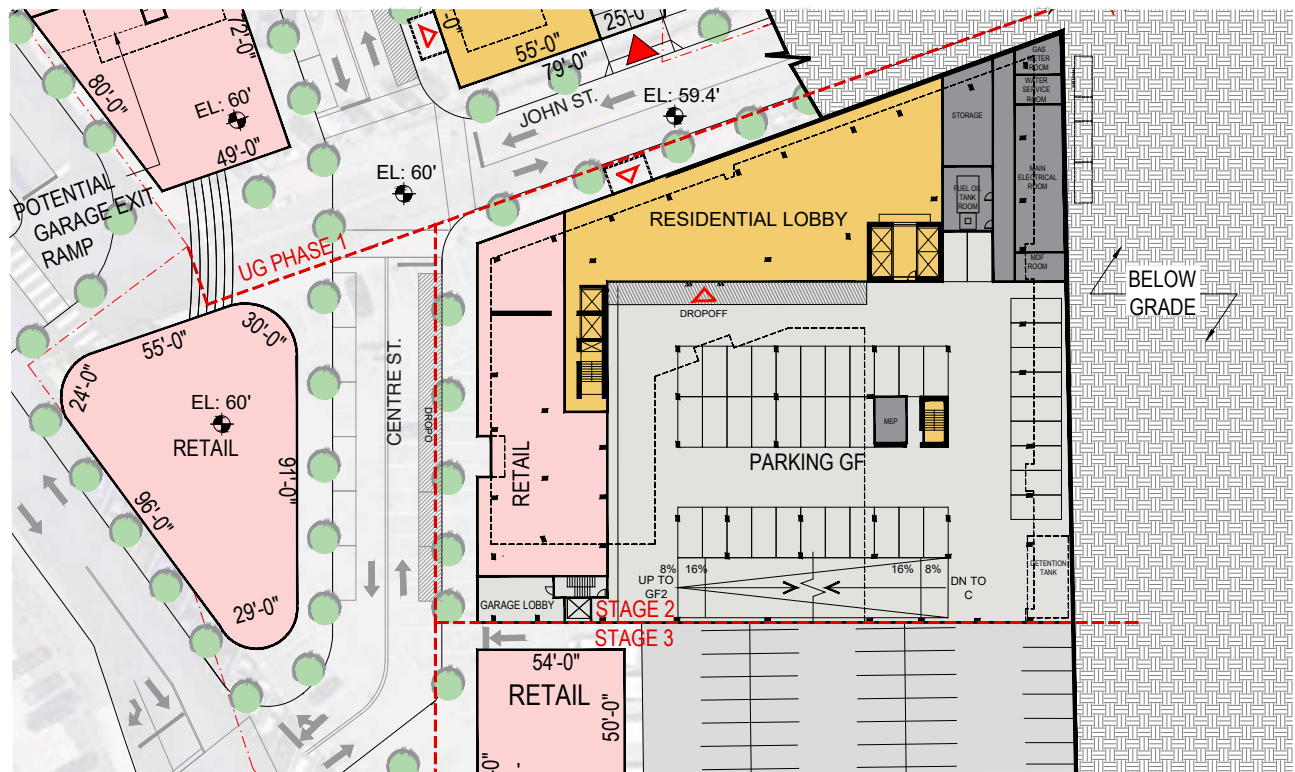 72'-0"
80'-0"
EL: 60'
49'-0"
55'-0"
79'-0"
25'-0"
JOHN ST.
EL: 59.4'
EL: 60'
POTENTIAL
GARAGE EXIT
RAMP
UG PHASE 1
GAS
METER
ROOM
WATER
SERVICE
ROOM
STORAGE
MAIN
ELECTRICAL
ROOM
FUEL OIL
TANK
ROOM
MDF
ROOM
RESIDENTIAL LOBBY
BELOW
GRADE
DROPOFF
55'-0"
30'-0"
24'-0"
EL: 60'
RETAIL
91'-0"
96'-0"
29'-0"
CENTRE ST.
DROPO
RETAIL
MEP
PARKING GF
8% 16%
16% 8%
UP TO
GF2
DN TO
C
DETENTION
TANK
GARAGE LOBBY
STAGE 2
STAGE 3
54'-0"
RETAIL
50'-0"